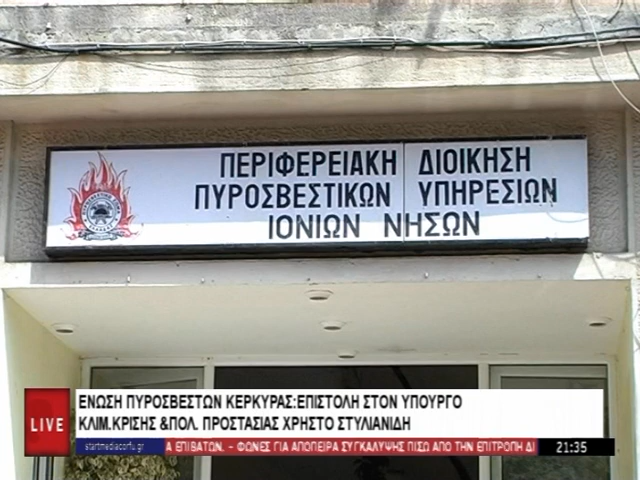 ΠΕΡΙΦΕΡΕΙΑΚΗ ΔΙΟΙΚΗΣΗ
ΠΥΡΟΣΒΕΣΤΙΚΩΝ ΥΠΗΡΕΣΙΩΝ
ΙΟΝΙΩΝ ΝΗΣΩΝ
LIVE
ΕΝΩΣΗ ΠΥΡΟΣΒΕΣΤΩΝ ΚΕΡΚΥΡΑΣ:ΕΠΙΣΤΟΛΗ ΣΤΟΝ ΥΠΟΥΡΓΟ
ΚΛΙΜ.ΚΡΙΣΗΣ &ΠΟΛ. ΠΡΟΣΤΑΣΙΑΣ ΧΡΗΣΤΟ ΣΤΥΛΙΑΝΙΔΗ
startmediacorfu.gr Α ΕΠΙΒΑΤΩΝ. - ΦΩΝΕΣ ΓΙΑ ΑΠΟΠΕΙΡΑ ΣΥΓΚΑΛΥΨΗΣ ΠΙΣΩ ΑΠΟ ΤΗΝ ΕΠΙΤΡΟΠΗ ΔΙ 21:35